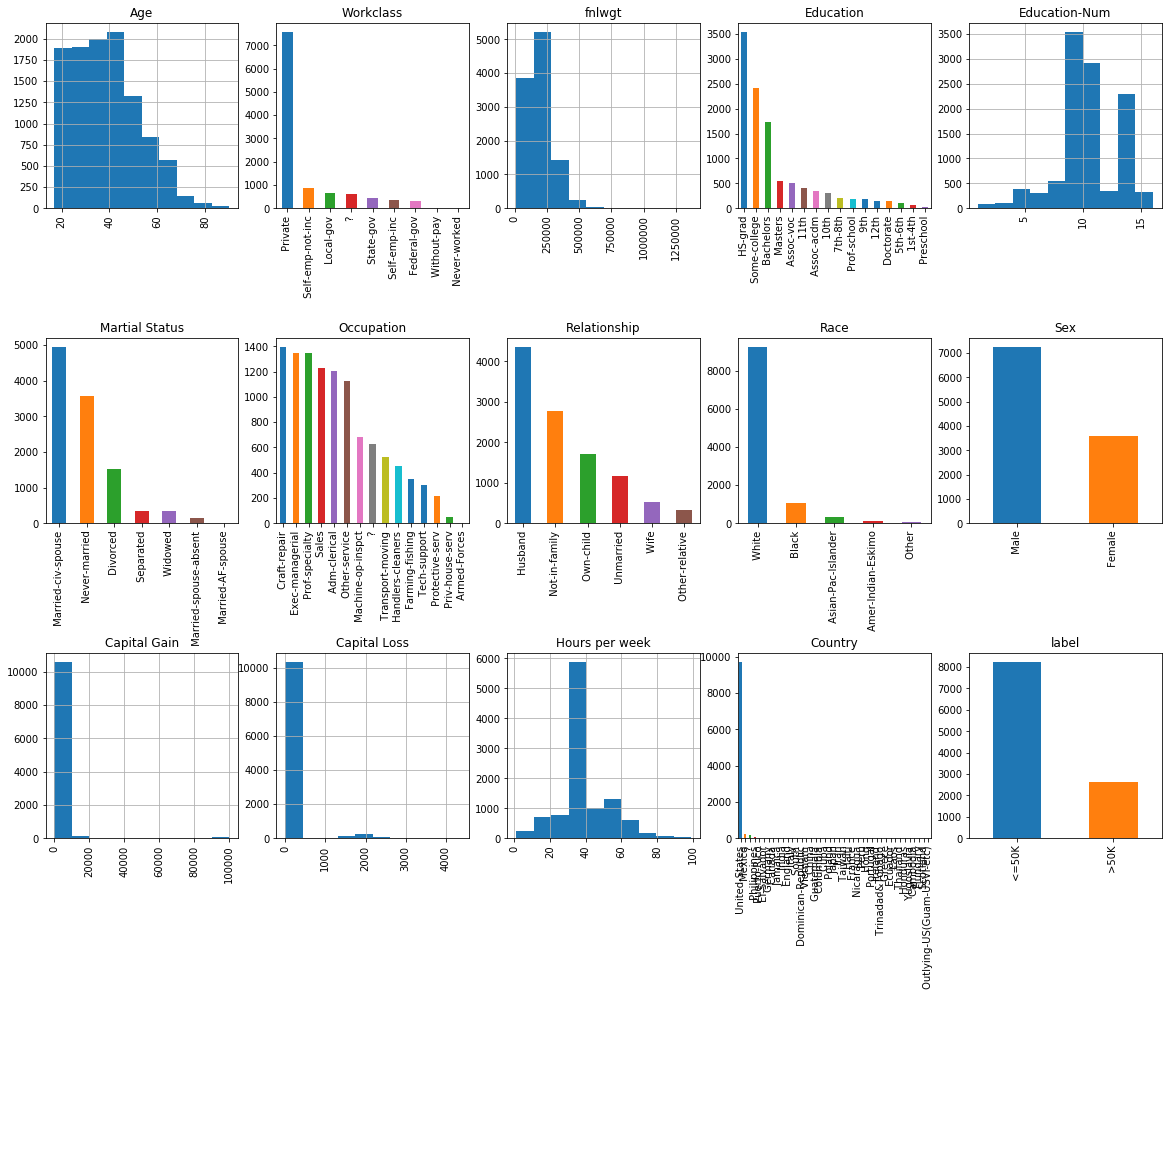 Age
2000
1750
1500
1250
1000
750
500
250
0
20
40
60
80
Workclass
7000
6000
5000
4000
3000
2000
1000
0
Private
Self-emp-not-inc
Local-gov
?
State-gov
Self-emp-inc
Federal-gov
Without-pay
Never-worked
fnlwgt
5000
4000
3000
2000
1000
0
0
250000
500000
750000
1000000
1250000
Education
3500
3000
2500
2000
1500
1000
500
0
HS-grad
Some-college
Bachelors
Masters
Assoc-voc
11th
Assoc-acdm
10th
7th-8th
Prof-school
9th
12th
Doctorate
5th-6th
1st-4th
Preschool
Education-Num
3500
3000
2500
2000
1500
1000
500
0
5
10
15
Martial Status
5000
4000
3000
2000
1000
0
Married-civ-spouse
Never-married
Divorced
Separated
Widowed
Married-spouse-absent
Married-AF-spouse
Occupation
1400
1200
1000
800
600
400
200
0
Craft-repair
Exec-managerial
Prof-specialty
Sales
Adm-clerical
Other-service
Machine-op-inspct
?
Transport-moving
Handlers-cleaners
Farming-fishing
Tech-support
Protective-serv
Priv-house-serv
Armed-Forces
Relationship
4000
3000
2000
1000
0
Husband
Not-in-family
Own-child
Unmarried
Wife
Other-relative
Race
8000
6000
4000
2000
0
White
Black
Asian-Pac-Islander
Amer-Indian-Eskimo
Other
Sex
7000
6000
5000
4000
3000
2000
1000
0
Male
Female
Capital Gain
10000
8000
6000
4000
2000
0
0
20000
40000
60000
80000
100000
Capital Loss
10000
8000
6000
4000
2000
0
0
1000
2000
3000
4000
Hours per week
6000
5000
4000
3000
2000
1000
0
0
20
40
60
80
100
Country
10000
8000
6000
4000
2000
0
United-States
Mexico
Philippines
Dominican-Republic
Guatemala
Columbia
Nicaragua
Portugal
Trinadad&Tobago
Ecuador
Outlying-US(Guam-USVI-etc)
label
8000
7000
6000
5000
4000
3000
2000
1000
0
<=50K
>50K